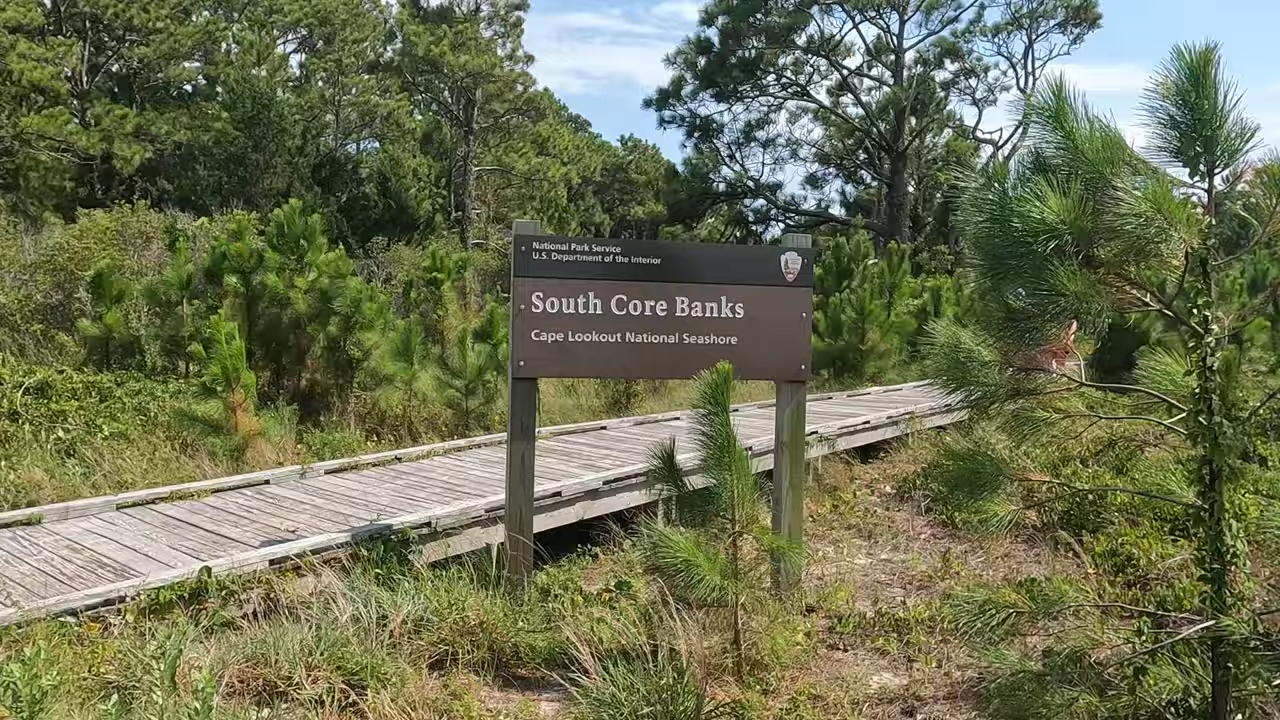 National Park Service
U.S. Department of the Interior
South Core Banks
Cape Lookout National Seashore